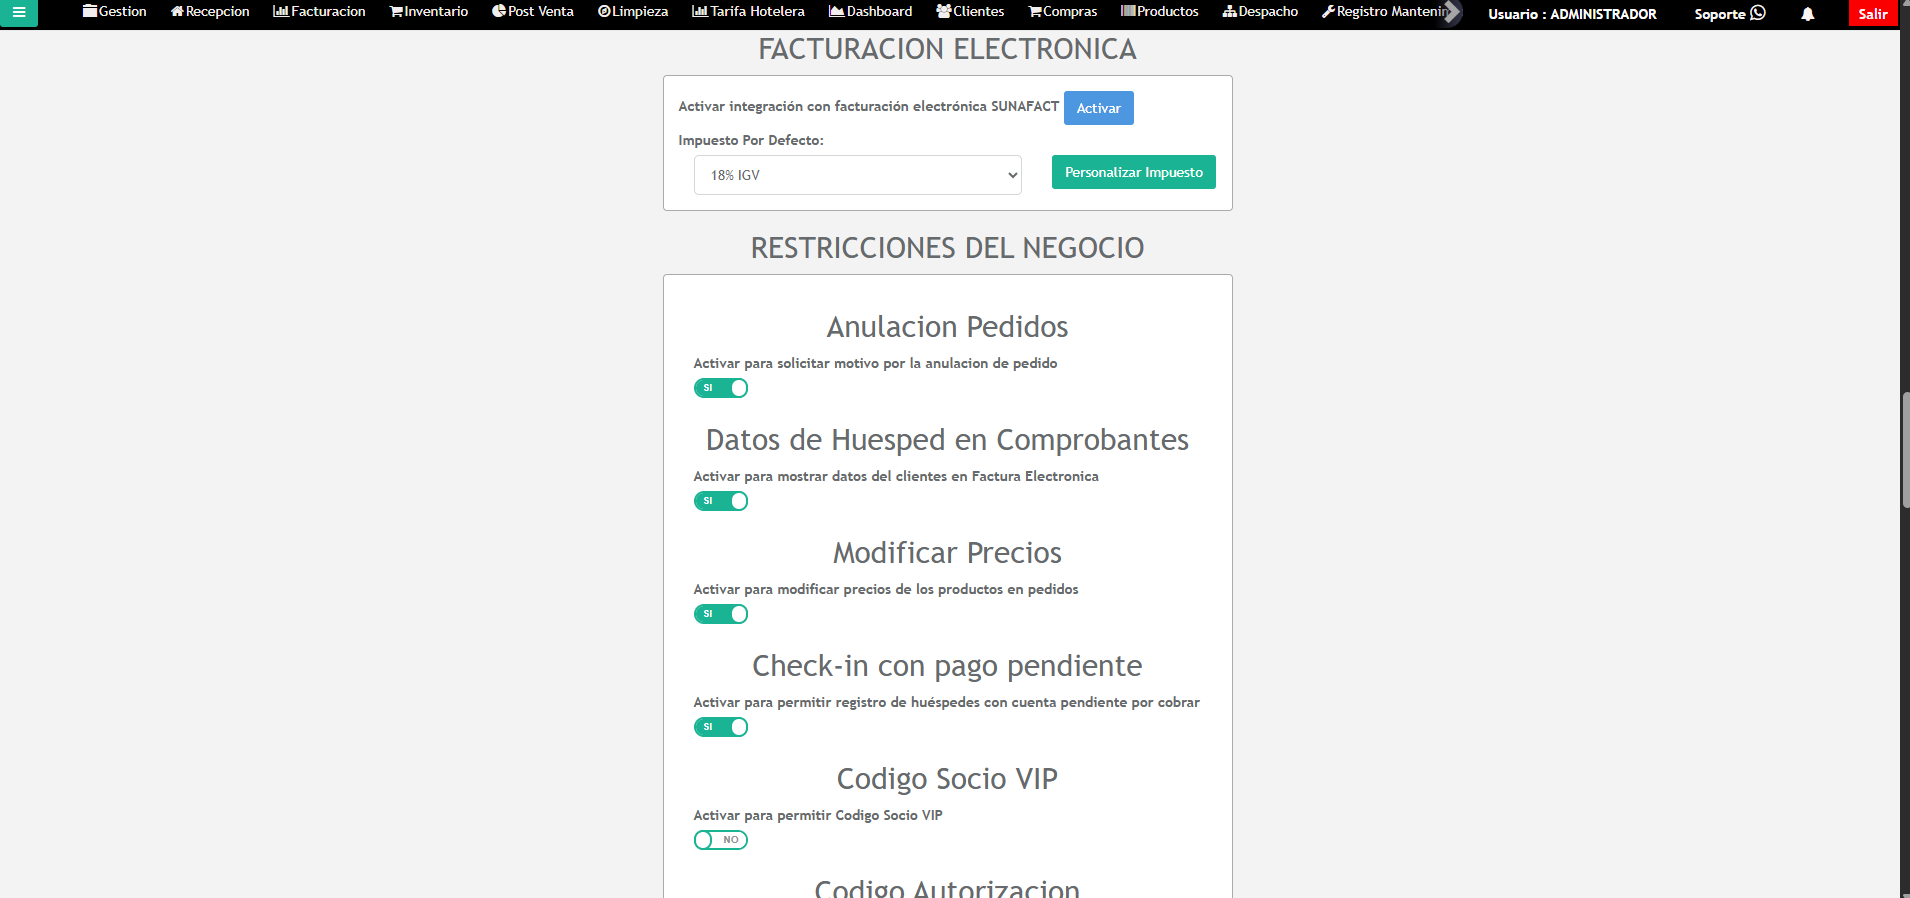 Gestion Recepcion Facturacion Inventario Post Venta Limpieza Tarifa Hotelera Dashboard Clientes Compras Productos Despacho Registro Usuario : ADMINISTRADOR Soporte Salir
FACTURACION ELECTRONICA
Activar integración con facturación electrónica SUNAFACT Activar
Impuesto Por Defecto:
18% IGV Personalizar Impuesto
RESTRICCIONES DEL NEGOCIO
Anulacion Pedidos
Activar para solicitar motivo por la anulacion de pedido
SI
Datos de Huesped en Comprobantes
Activar para mostrar datos del clientes en Factura Electronica
SI
Modificar Precios
Activar para modificar precios de los productos en pedidos
SI
Check-in con pago pendiente
Activar para permitir registro de huéspedes con cuenta pendiente por cobrar
SI
Codigo Socio VIP
Activar para permitir Codigo Socio VIP
NO
Codigo Autorizacion